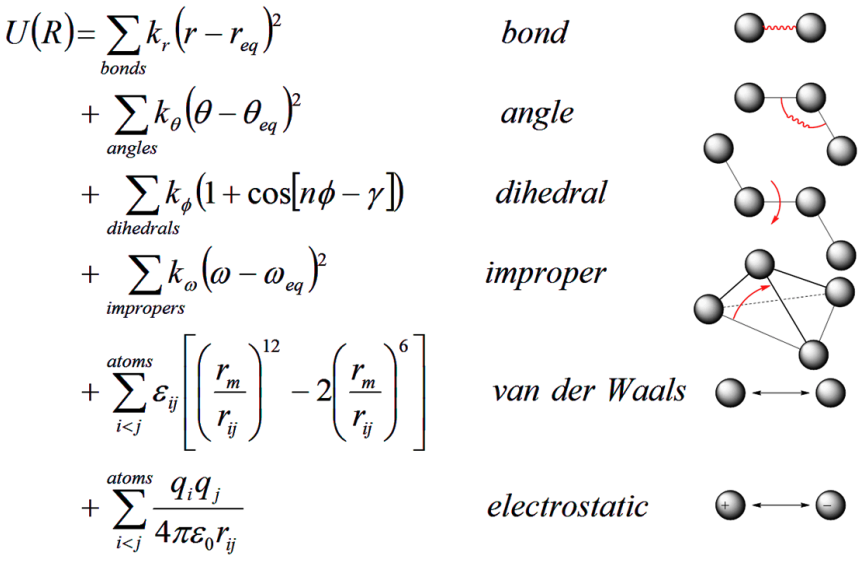 U(R)= ∑ bonds k_r (r − r_eq)^2 bond
+ ∑ angles k_θ (θ − θ_eq)^2 angle
+ ∑ dihedrals k_ϕ (1 + cos[nϕ − γ]) dihedral
+ ∑ impropers k_ω (ω − ω_eq)^2 improper
+ ∑ atoms i<j ε_ij [ (r_m / r_ij)^12 − 2 (r_m / r_ij)^6 ] van der Waals
+ ∑ atoms i<j q_i q_j / 4πε_0 r_ij electrostatic + −